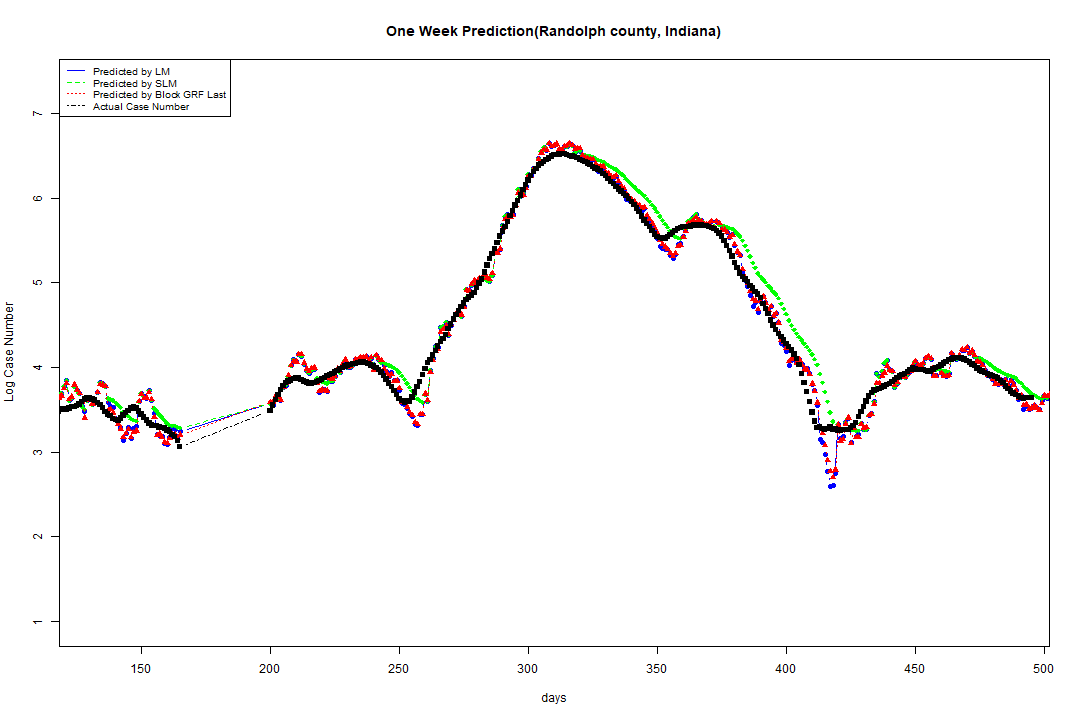 One Week Prediction(Randolph county, Indiana)
Predicted by LM
Predicted by SLM
Predicted by Block GRF Last
Actual Case Number
7
6
5
4
3
2
1
Log Case Number
150 200 250 300 350 400 450 500
days